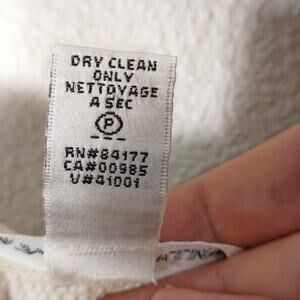 DRY CLEAN
ONLY
NETTOYAGE
A SEC
P
RN#84177
CA#00985
V#41001